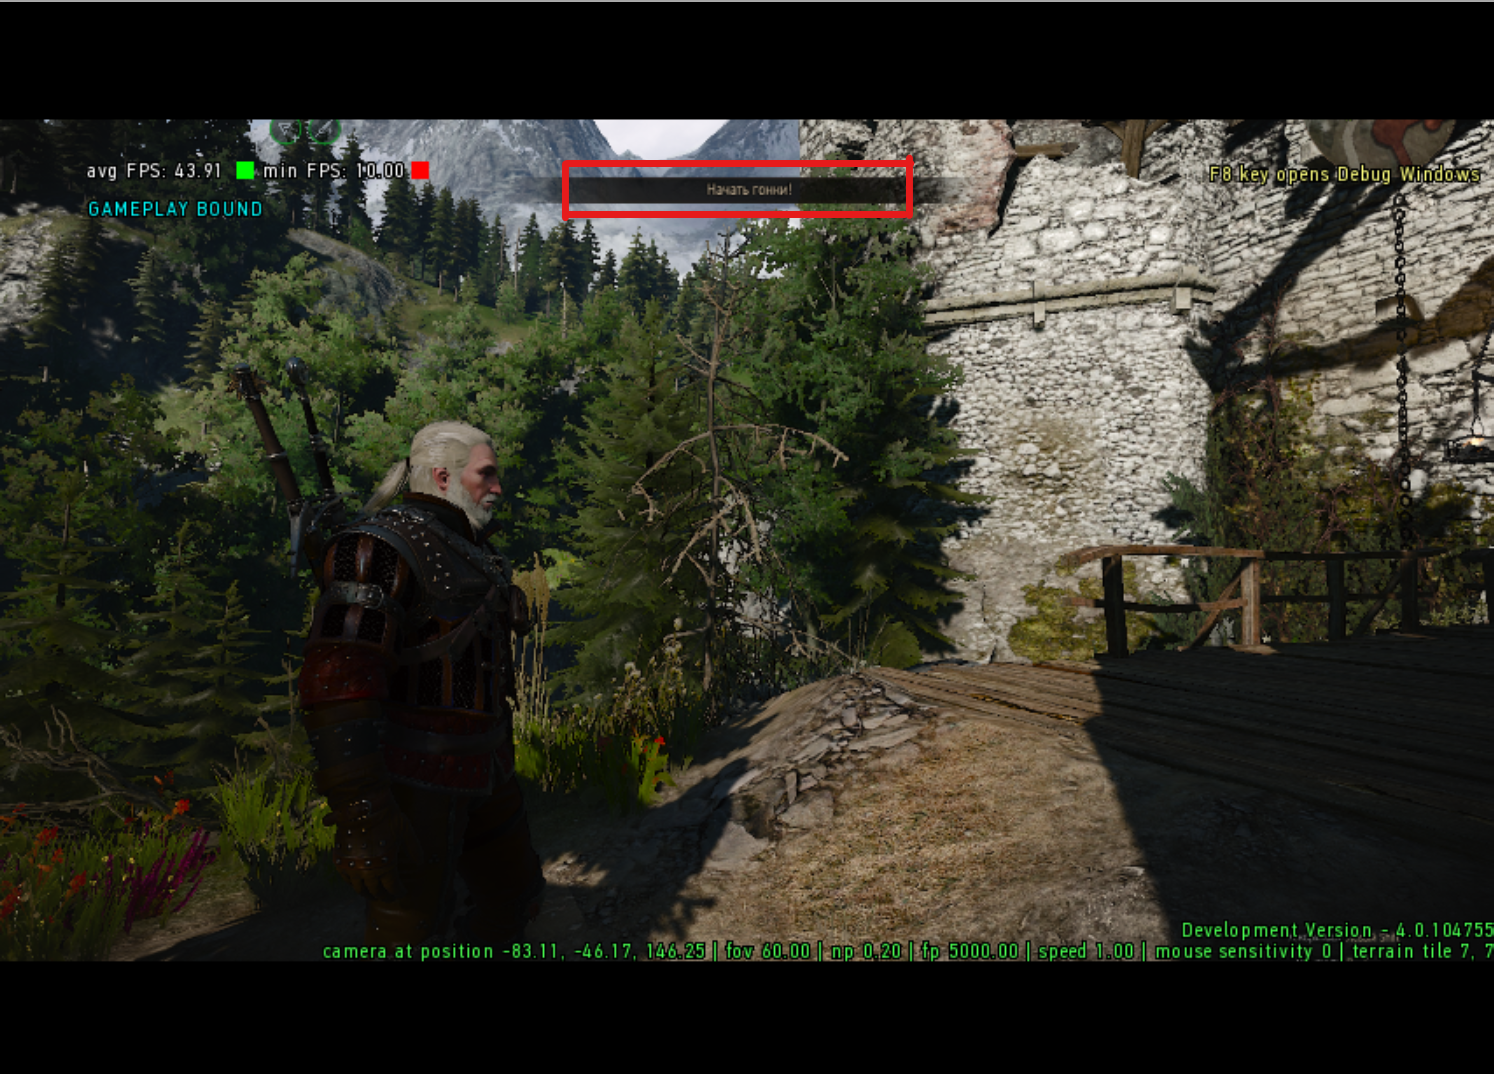 avg FPS: 43.91 min FPS: 10.00
GAMEPLAY BOUND
Начать гонки!
F8 key opens Debug Windows
Development Version - 4.0.104755
camera at position -83.11, -46.17, 146.25 | fov 60.00 | np 0.20 | fp 5000.00 | speed 1.00 | mouse sensitivity 0 | terrain tile 7, 7